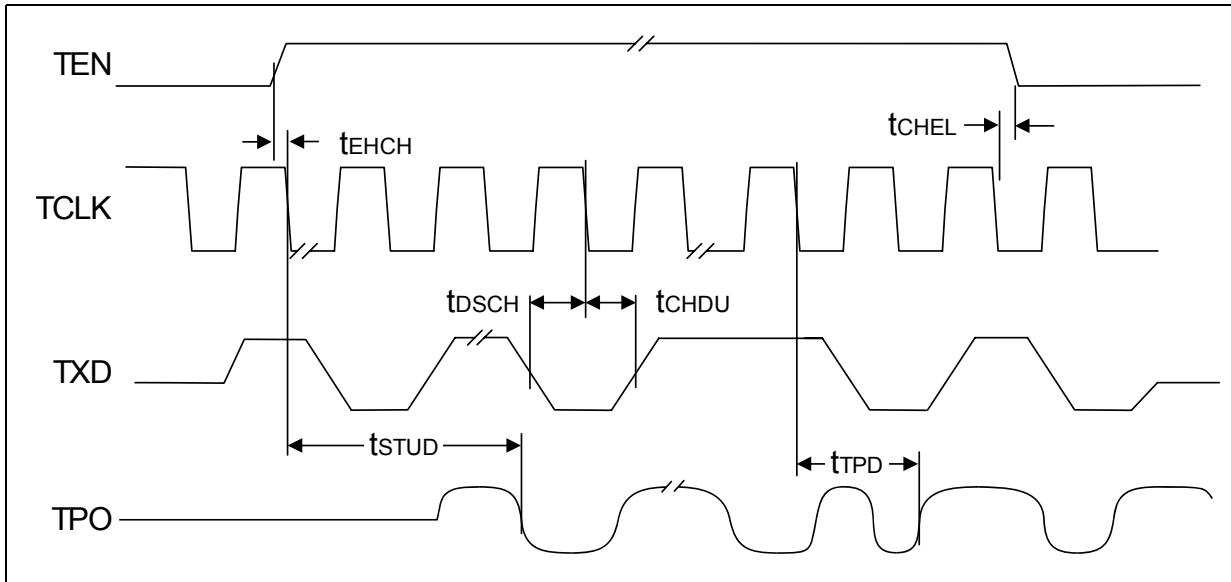 TEN
tCHEL
tEHCH
TCLK
tDSCH
tCHDU
TXD
tSTUD
tTPD
TPO